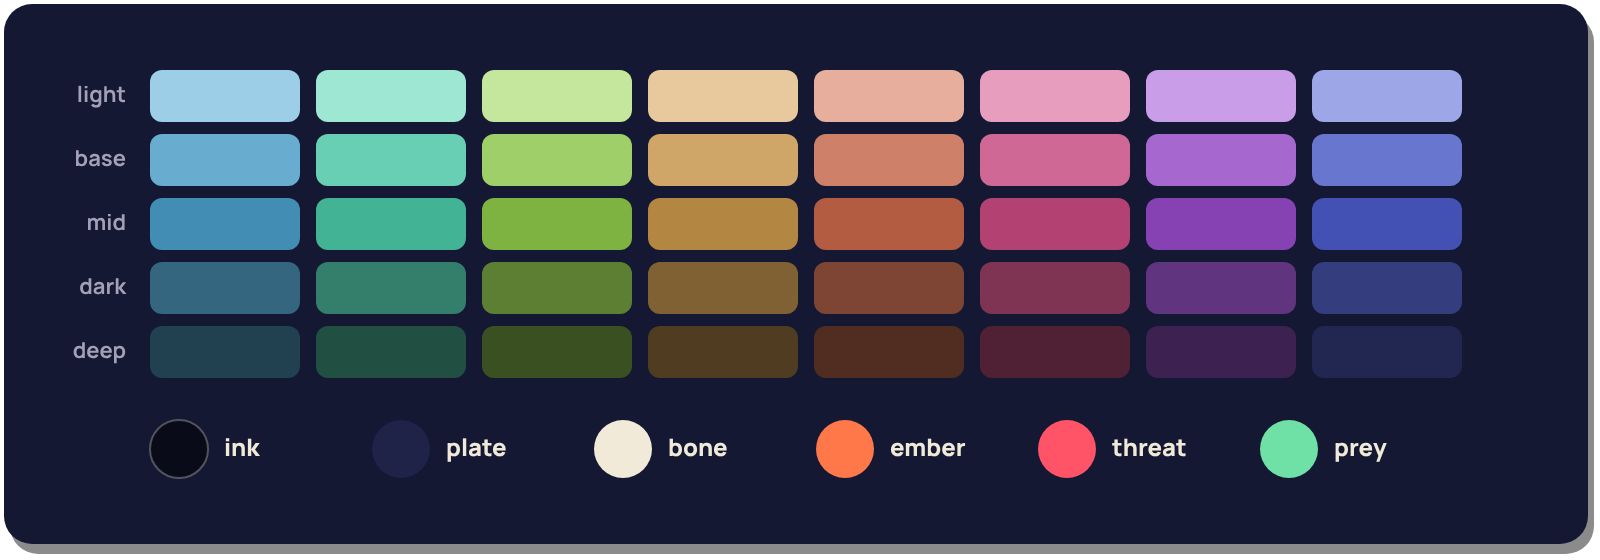 light
base
mid
dark
deep
ink plate bone ember threat prey